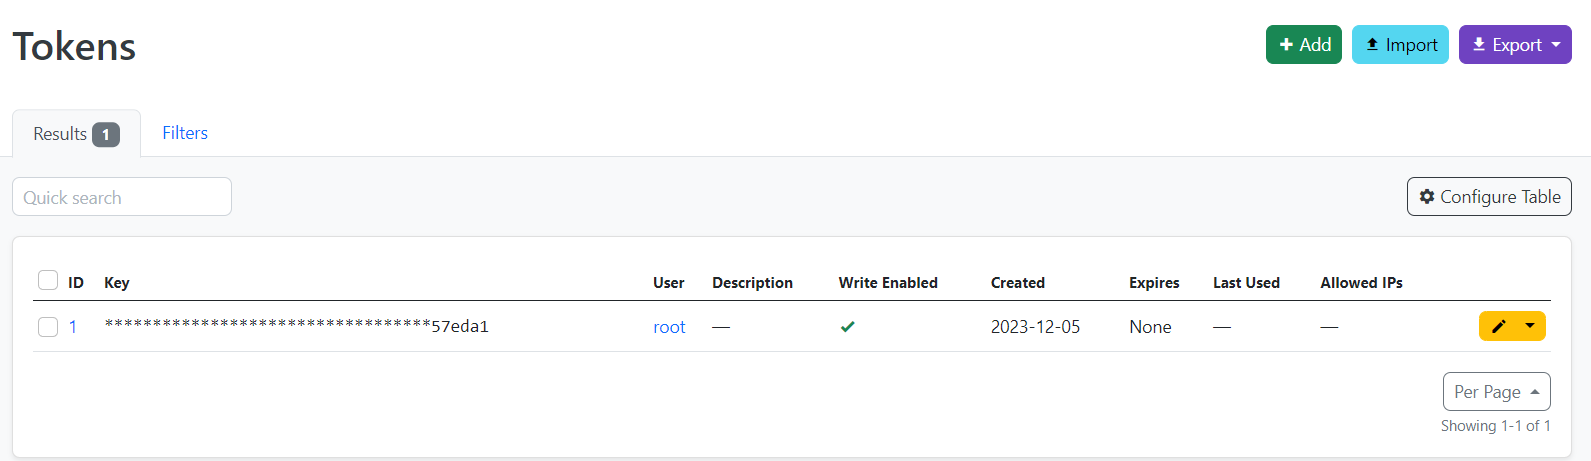 Tokens
Add
Import
Export
Results 1
Filters
Quick search
Configure Table
ID Key User Description Write Enabled Created Expires Last Used Allowed IPs
1 **********************************57eda1 root — 2023-12-05 None — —
Per Page
Showing 1-1 of 1